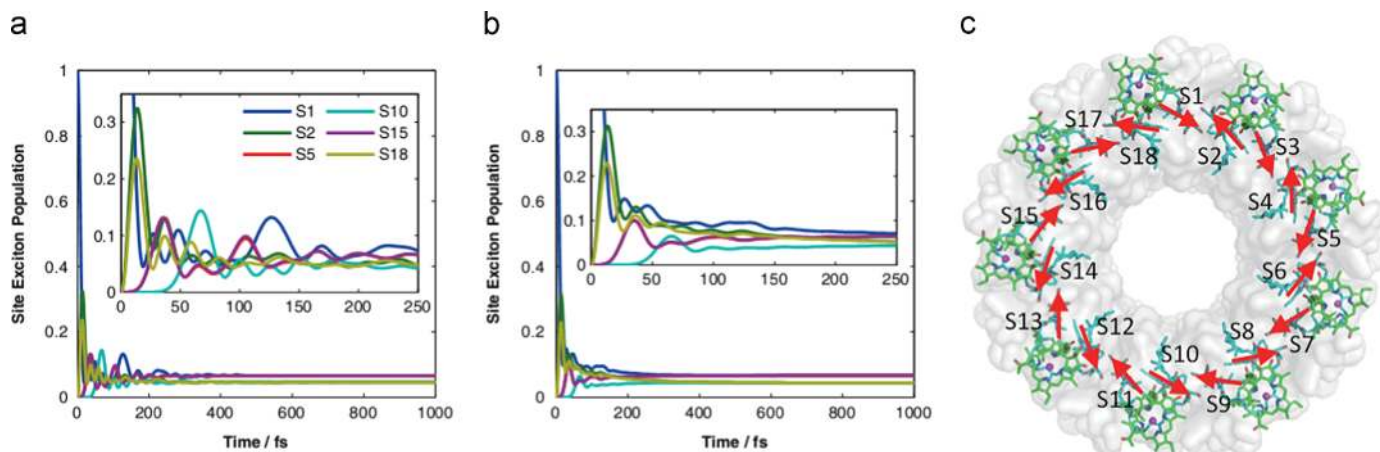 a
b
c
Site Exciton Population
1
0.8
0.6
0.4
0.2
0
0 200 400 600 800 1000
Time / fs
0.3
0.2
0.1
0
0 50 100 150 200 250
S1 S10
S2 S15
S5 S18
Site Exciton Population
1
0.8
0.6
0.4
0.2
0
0 200 400 600 800 1000
Time / fs
0.3
0.2
0.1
0
0 50 100 150 200 250
S1
S17
S18
S2
S3
S16
S4
S15
S5
S14
S6
S13
S12
S8
S7
S10
S11
S9